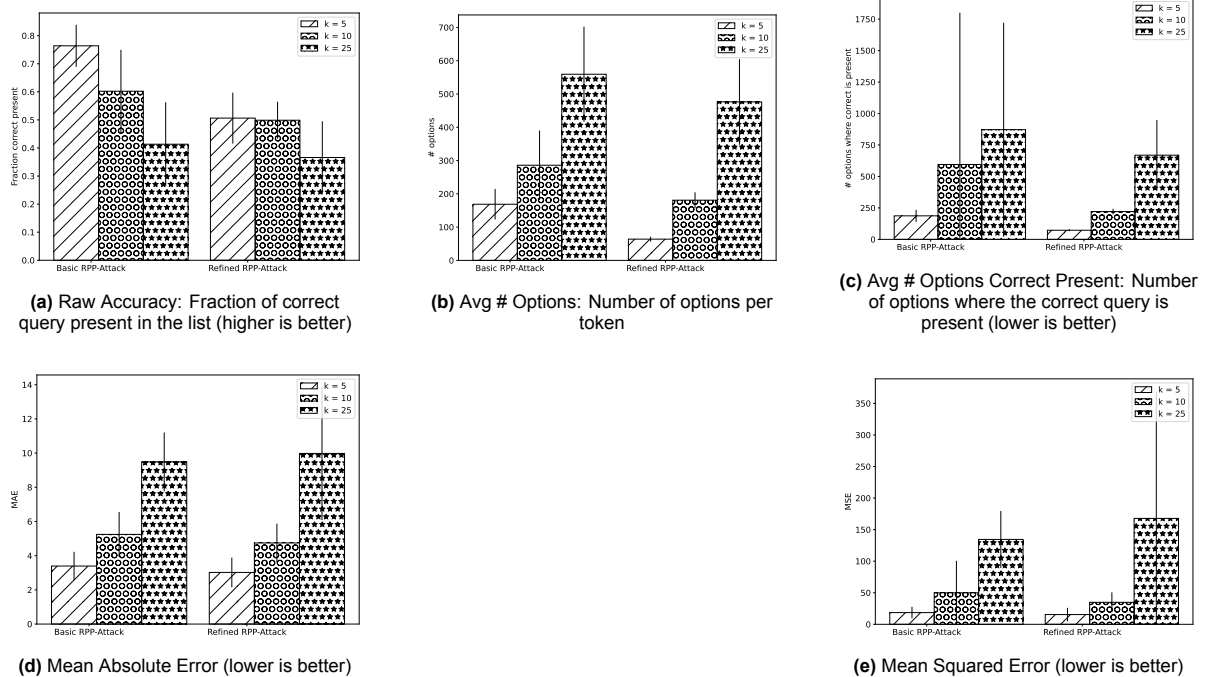 k = 5
k = 10
k = 25
0.8
0.7
0.6
0.5
0.4
0.3
0.2
0.1
0.0
Fraction correct present
Basic RPP-Attack
Refined RPP-Attack
(a) Raw Accuracy: Fraction of correct
query present in the list (higher is better)
k = 5
k = 10
k = 25
700
600
500
400
300
200
100
0
# options
Basic RPP-Attack
Refined RPP-Attack
(b) Avg # Options: Number of options per
token
k = 5
k = 10
k = 25
1750
1500
1250
1000
750
500
250
0
# options where correct is present
Basic RPP-Attack
Refined RPP-Attack
(c) Avg # Options Correct Present: Number
of options where the correct query is
present (lower is better)
k = 5
k = 10
k = 25
14
12
10
8
6
4
2
0
MAE
Basic RPP-Attack
Refined RPP-Attack
(d) Mean Absolute Error (lower is better)
k = 5
k = 10
k = 25
350
300
250
200
150
100
50
0
MSE
Basic RPP-Attack
Refined RPP-Attack
(e) Mean Squared Error (lower is better)